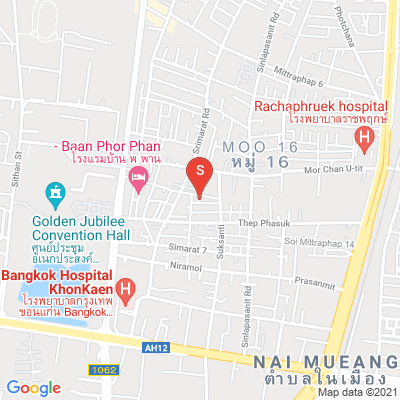 Photchana
Sinlapasanit Rd
Mittraphap 6
Srimarat Rd
Rachaphruek hospital
โรงพยาบาลราชพฤกษ์
- Baan Phor Phan
โรงแรมบ้าน พ.พาน
MOO 16
หมู่ 16
Sithan St
Mor Chan U-tit
S
Golden Jubilee
Convention Hall
ศูนย์ประชุม
อเนกประสงค์...
Thep Phasuk
Suksanti
Soi Mittraphap 14
Simarat 7
Niramol
Bangkok Hospital
KhonKaen
โรงพยาบาลกรุงเทพ
ขอนแก่น Bangkok...
Prasanmit
Sinlapasanit Rd
AH12
1062
NAI MUEANG
ตำบลในเมือง
Google
Map data ©2021